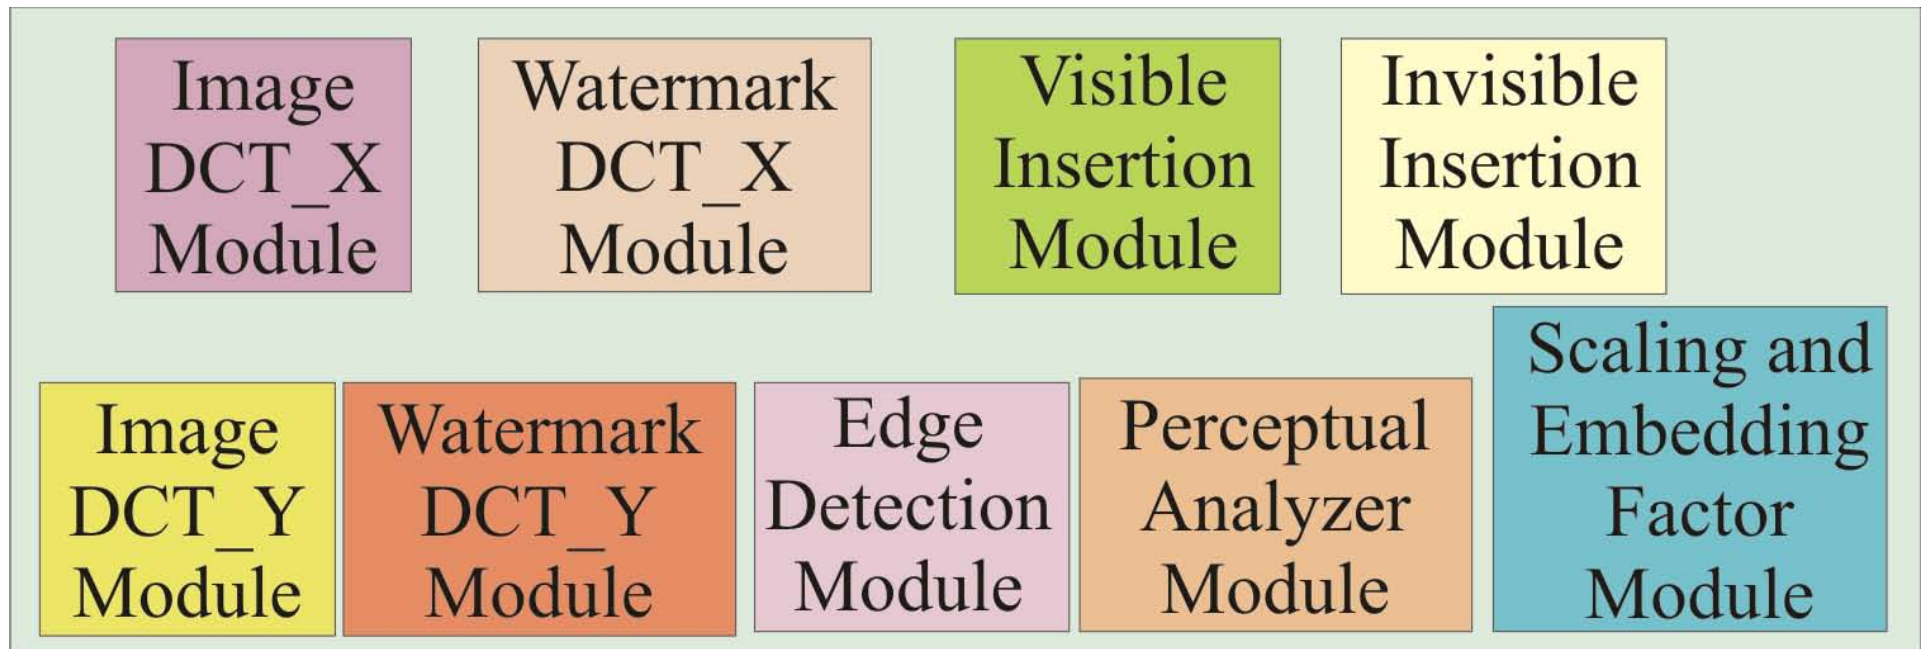 Image
DCT_X
Module
Watermark
DCT_X
Module
Visible
Insertion
Module
Invisible
Insertion
Module
Image
DCT_Y
Module
Watermark
DCT_Y
Module
Edge
Detection
Module
Perceptual
Analyzer
Module
Scaling and
Embedding
Factor
Module